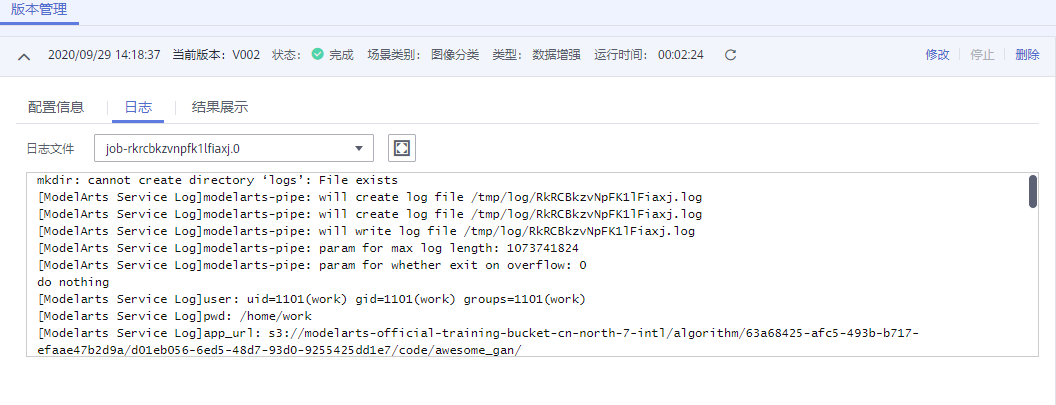 版本管理
2020/09/29 14:18:37 当前版本: V002 状态: 完成 场景类别: 图像分类 类型: 数据增强 运行时间: 00:02:24 修改 停止 删除
配置信息 日志 结果展示
日志文件 job-rkrcbkzvnpfk1lfiaxj.0
mkdir: cannot create directory ‘logs’: File exists
[ModelArts Service Log]modelarts-pipe: will create log file /tmp/log/RkRCBkzvNpFK1lFiaxj.log
[ModelArts Service Log]modelarts-pipe: will create log file /tmp/log/RkRCBkzvNpFK1lFiaxj.log
[ModelArts Service Log]modelarts-pipe: will write log file /tmp/log/RkRCBkzvNpFK1lFiaxj.log
[ModelArts Service Log]modelarts-pipe: param for max log length: 1073741824
[ModelArts Service Log]modelarts-pipe: param for whether exit on overflow: 0
do nothing
[Modelarts Service Log]user: uid=1101(work) gid=1101(work) groups=1101(work)
[Modelarts Service Log]pwd: /home/work
[Modelarts Service Log]app_url: s3://modelarts-official-training-bucket-cn-north-7-intl/algorithm/63a68425-afc5-493b-b717-
efaae47b2d9a/d01eb056-6ed5-48d7-93d0-9255425dd1e7/code/awesome_gan/